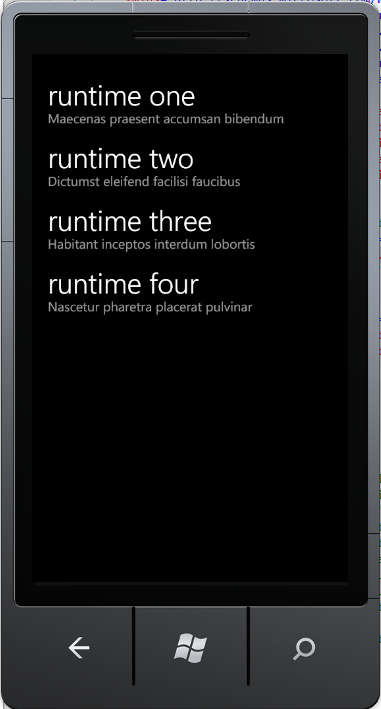 runtime one
Maecenas praesent accumsan bibendum
runtime two
Dictumst eleifend facilisi faucibus
runtime three
Habitant inceptos interdum lobortis
runtime four
Nascetur pharetra placerat pulvinar